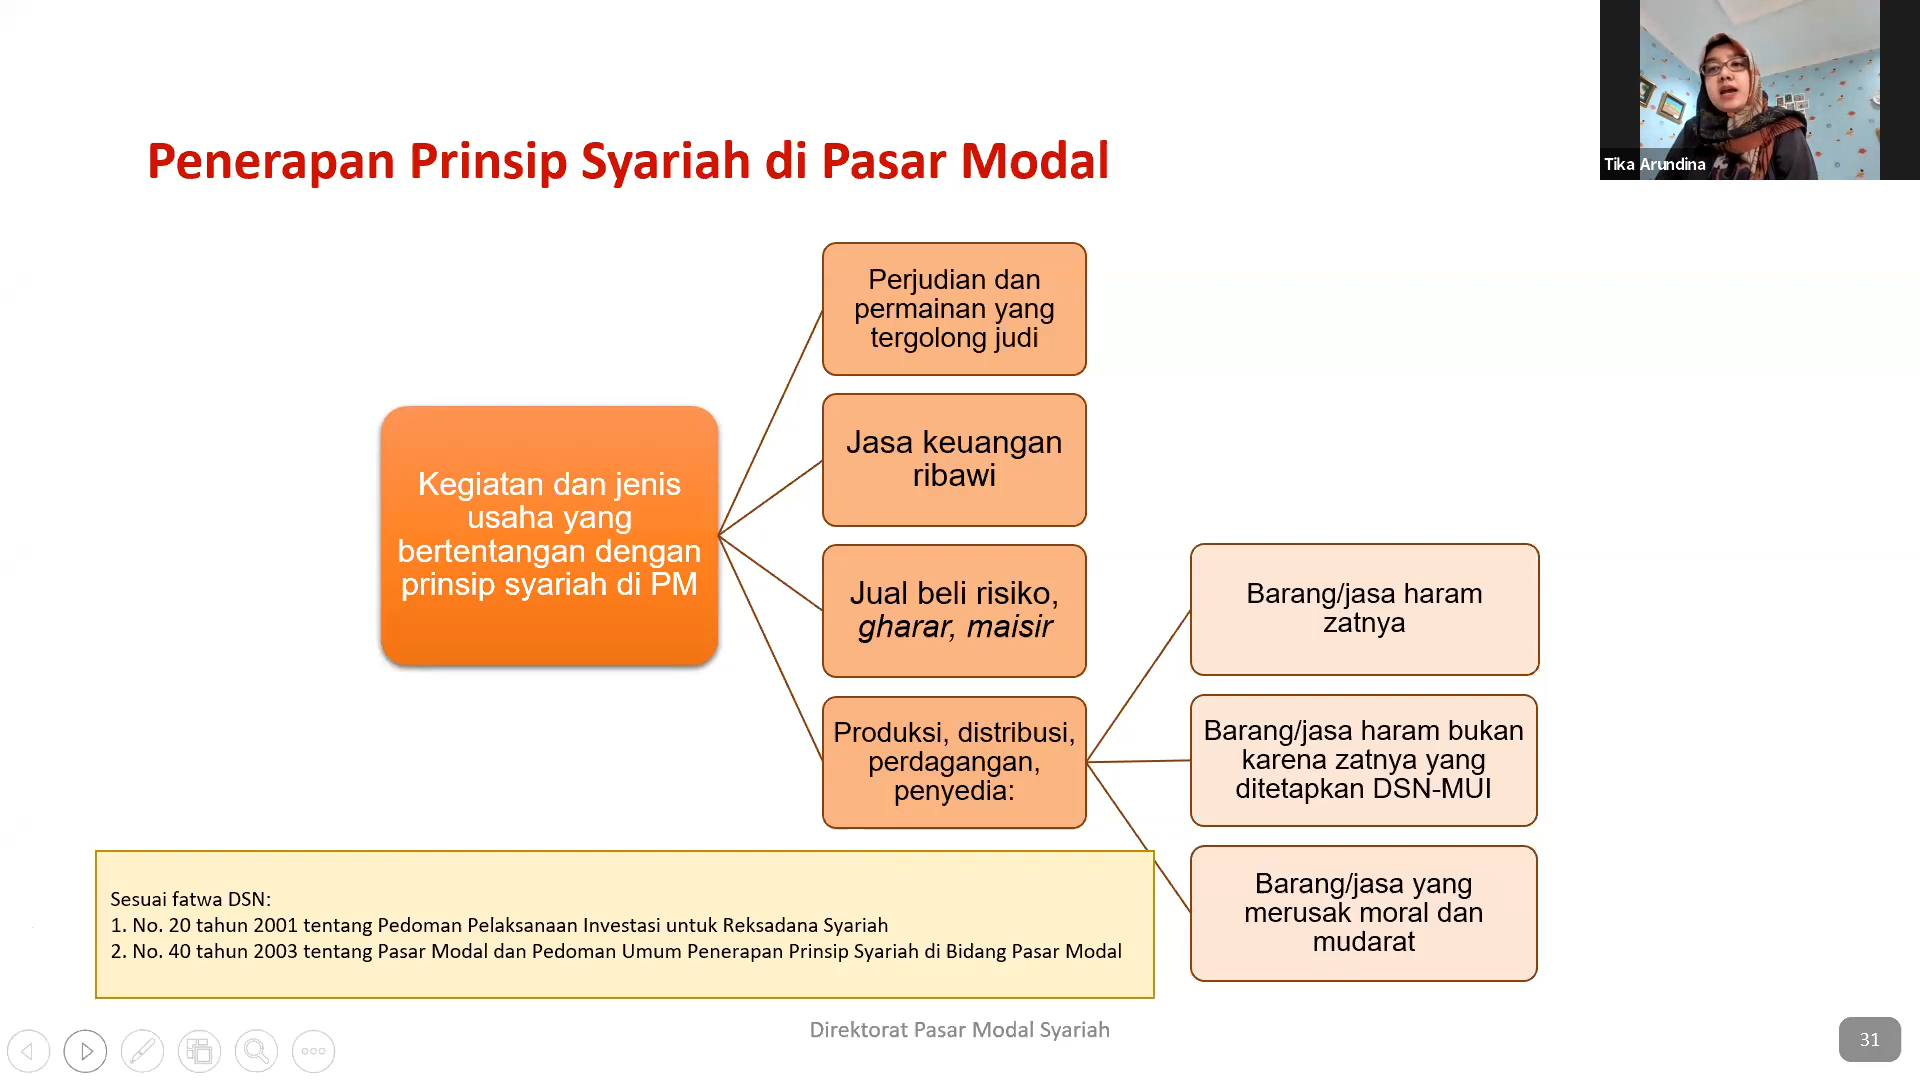 Tika Arundina
Penerapan Prinsip Syariah di Pasar Modal
Kegiatan dan jenis
usaha yang
bertentangan dengan
prinsip syariah di PM
Perjudian dan
permainan yang
tergolong judi
Jasa keuangan
ribawi
Jual beli risiko,
gharar, maisir
Produksi, distribusi,
perdagangan,
penyedia:
Barang/jasa haram
zatnya
Barang/jasa haram bukan
karena zatnya yang
ditetapkan DSN-MUI
Barang/jasa yang
merusak moral dan
mudarat
Sesuai fatwa DSN:
1. No. 20 tahun 2001 tentang Pedoman Pelaksanaan Investasi untuk Reksadana Syariah
2. No. 40 tahun 2003 tentang Pasar Modal dan Pedoman Umum Penerapan Prinsip Syariah di Bidang Pasar Modal
Direktorat Pasar Modal Syariah
31